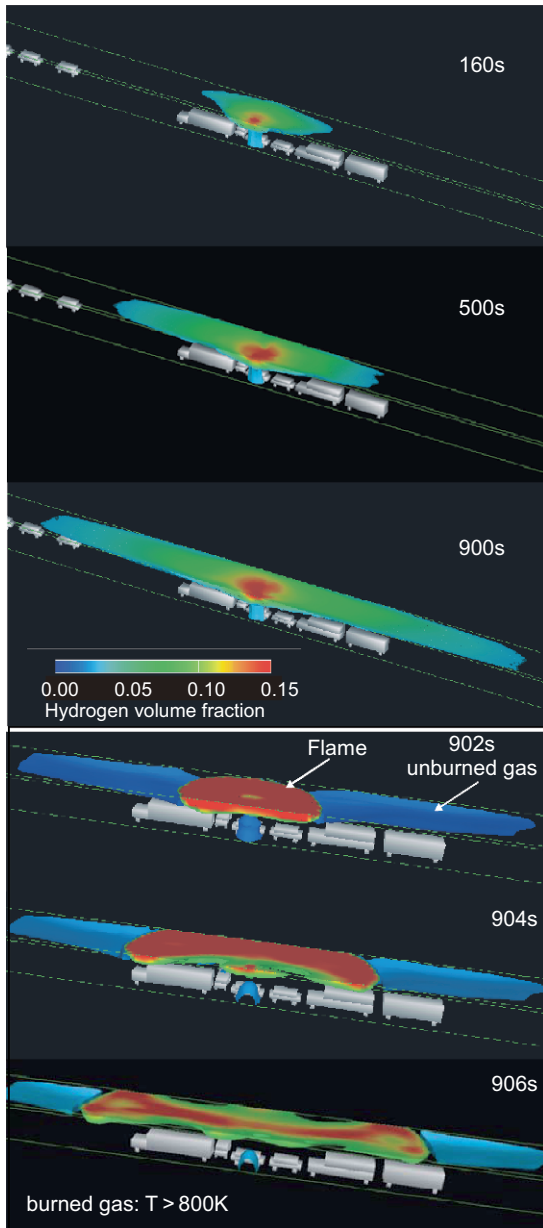 160s
500s
900s
0.00 0.05 0.10 0.15
Hydrogen volume fraction
Flame
902s
unburned gas
904s
906s
burned gas: T > 800K